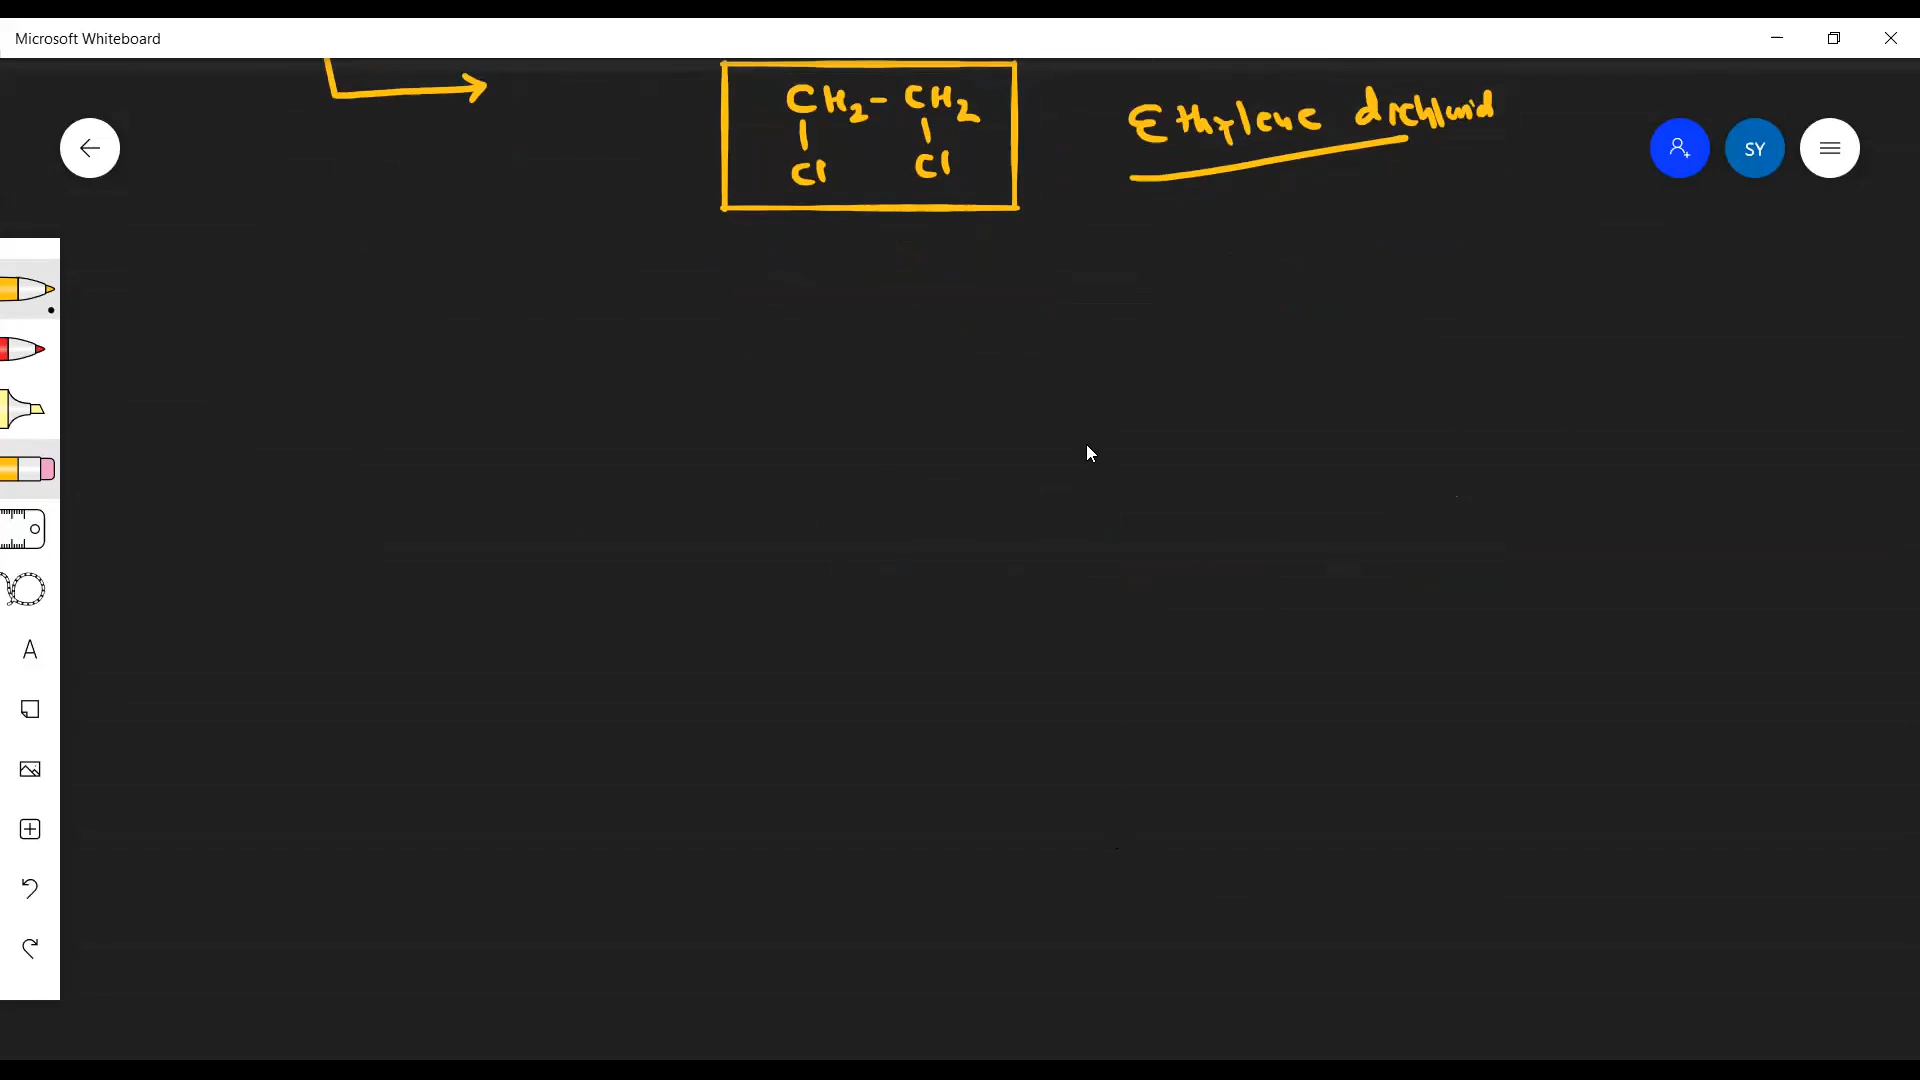 Microsoft Whiteboard
CH₂ - CH₂
Cl Cl
Ethylene dichlorid
SY
A